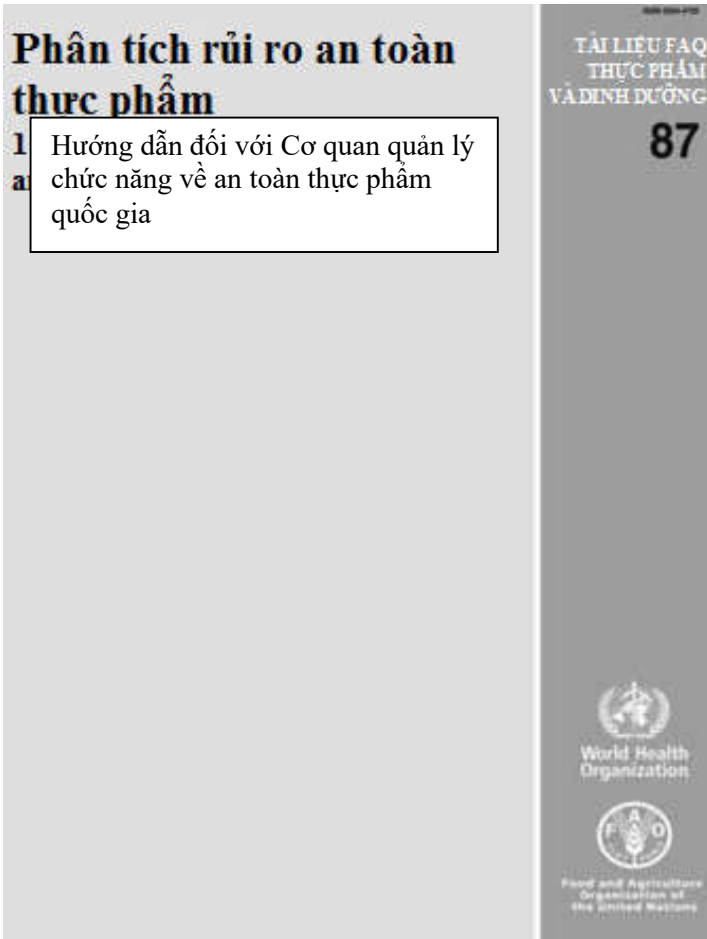 Phân tích rủi ro an toàn
thực phẩm
1
a
Hướng dẫn đối với Cơ quan quản lý
chức năng về an toàn thực phẩm
quốc gia
TÀI LIỆU FAQ
THỰC PHẨM
VÀ DINH DƯỠNG
87
World Health
Organization
FAO
Food and Agriculture
Organization of
the United Nations